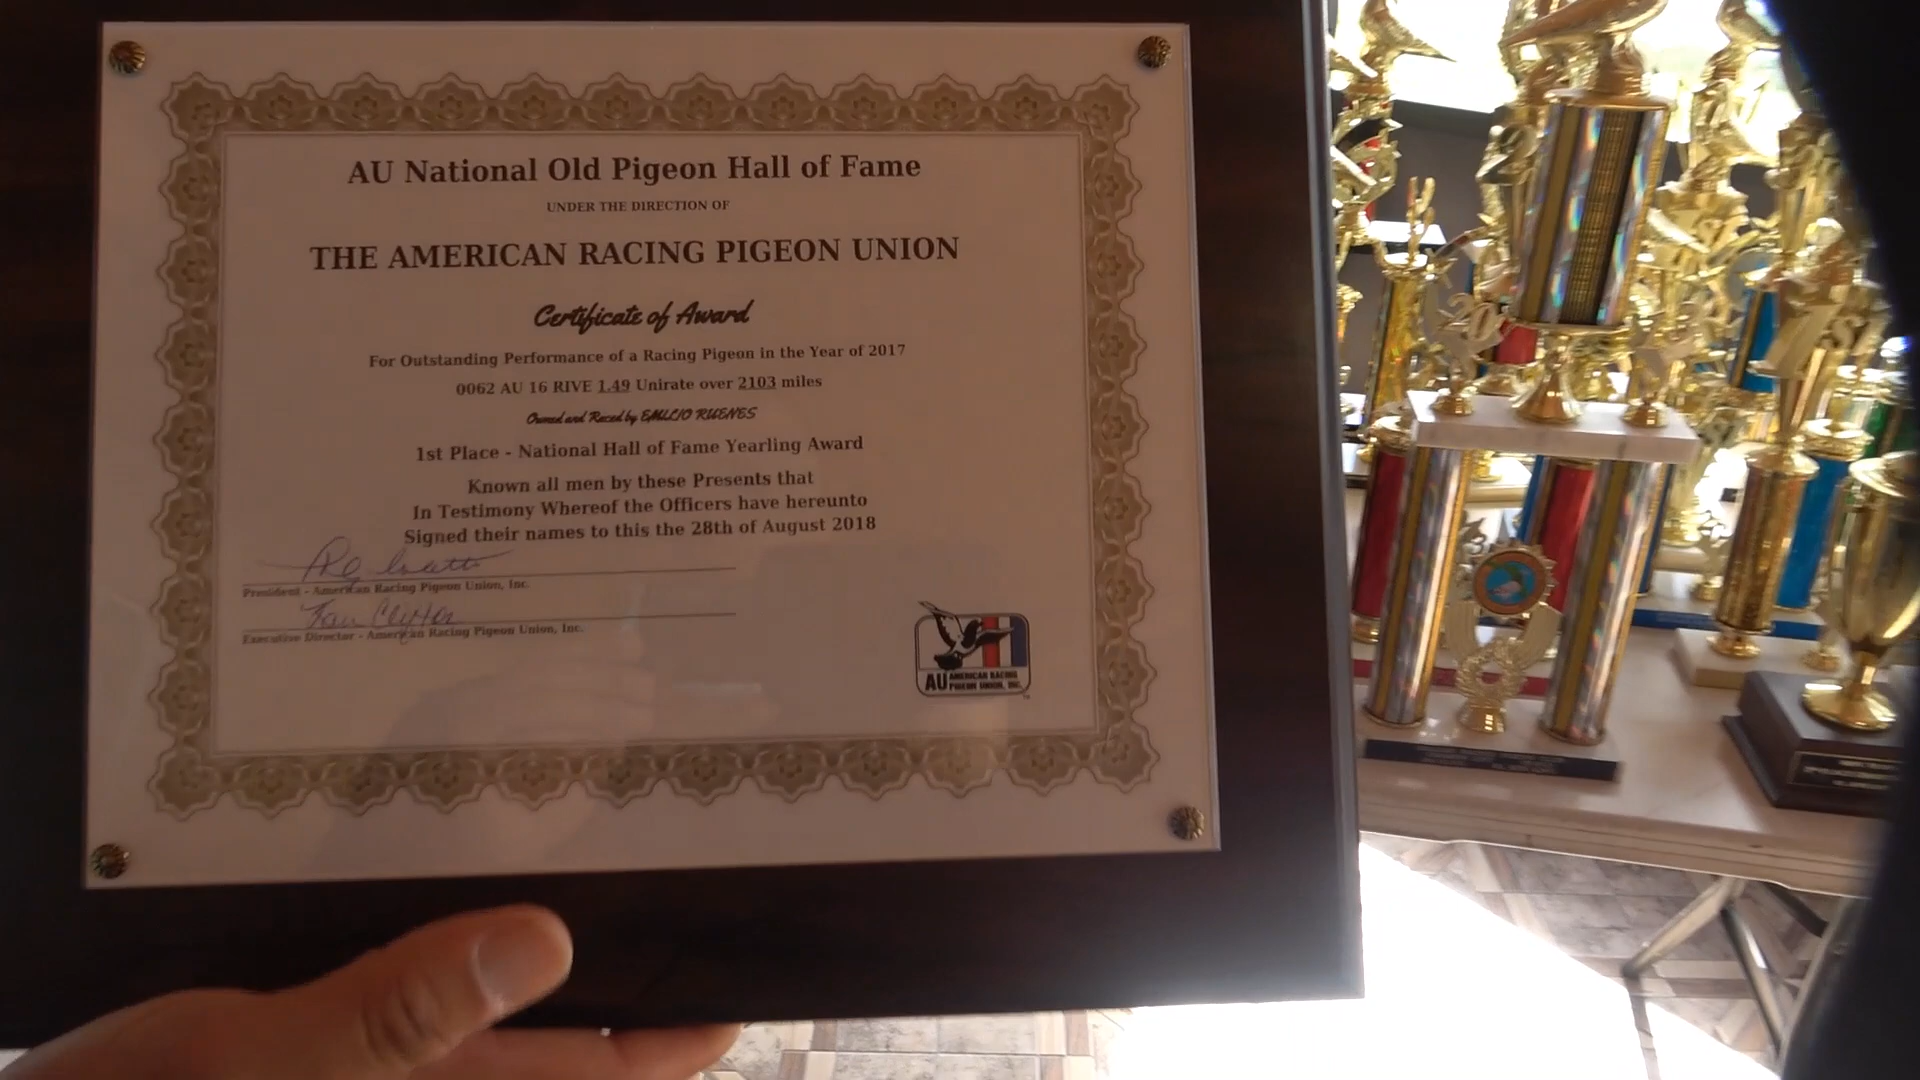 AU National Old Pigeon Hall of Fame
UNDER THE DIRECTION OF
THE AMERICAN RACING PIGEON UNION
Certificate of Award
For Outstanding Performance of a Racing Pigeon in the Year of 2017
0062 AU 16 RIVE 1.49 Unirate over 2103 miles
Owned and Raced by EMILIO RUENES
1st Place - National Hall of Fame Yearling Award
Known all men by these Presents that
In Testimony Whereof the Officers have hereunto
Signed their names to this the 28th of August 2018
President - American Racing Pigeon Union, Inc.
Executive Director - American Racing Pigeon Union, Inc.
AU AMERICAN RACING
PIGEON UNION, INC.